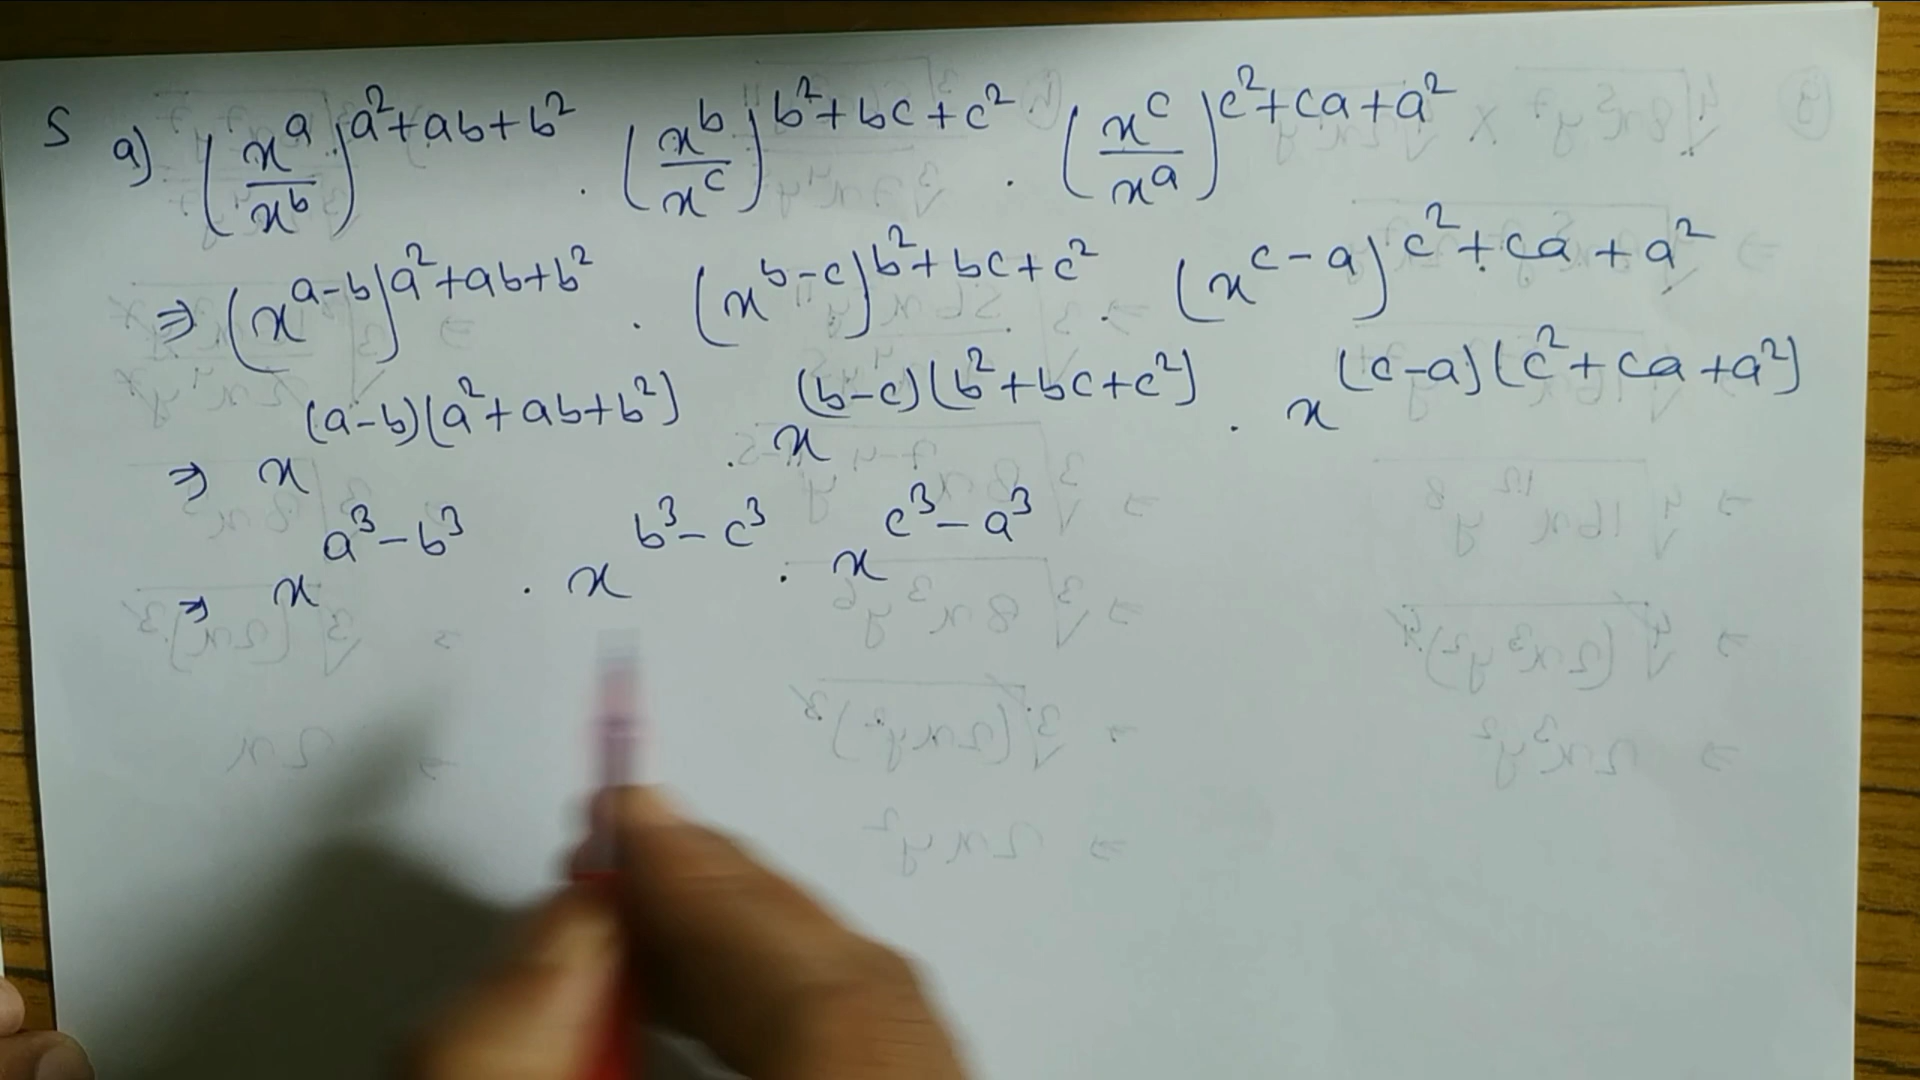 5 a) (x^a/x^b)^{a²+ab+b²} . (x^b/x^c)^{b²+bc+c²} . (x^c/x^a)^{c²+ca+a²}
⇒ (x^{a-b})^{a²+ab+b²} . (x^{b-c})^{b²+bc+c²} . (x^{c-a})^{c²+ca+a²}
⇒ x^{(a-b)(a²+ab+b²)} . x^{(b-c)(b²+bc+c²)} . x^{(c-a)(c²+ca+a²)}
⇒ x^{a³-b³} . x^{b³-c³} . x^{c³-a³}